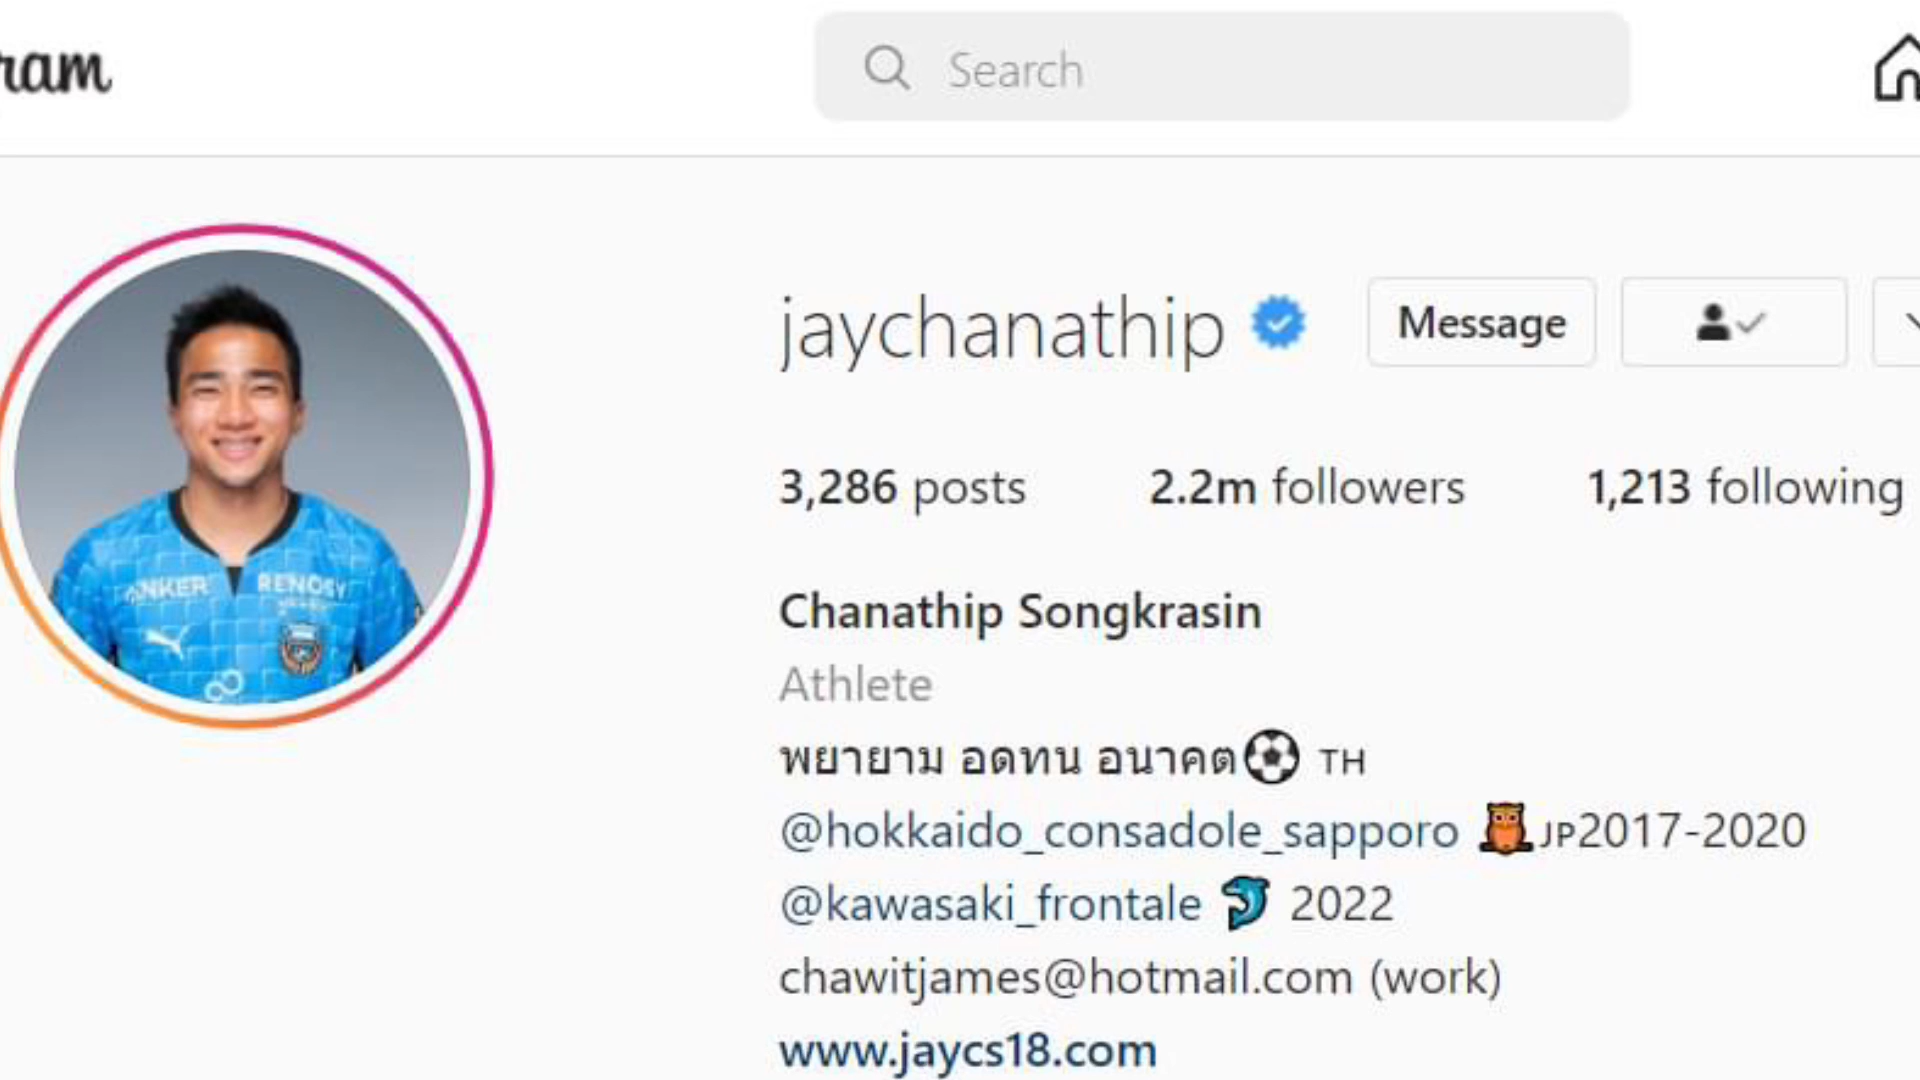 ram
Search
jaychanathip
Message
3,286 posts 2.2m followers 1,213 following
Chanathip Songkrasin
Athlete
พยายาม อดทน อนาคต⚽ TH
@hokkaido_consadole_sapporo 🦉JP2017-2020
@kawasaki_frontale 🐬 2022
chawitjames@hotmail.com (work)
www.jaycs18.com
ANKER RENOSY